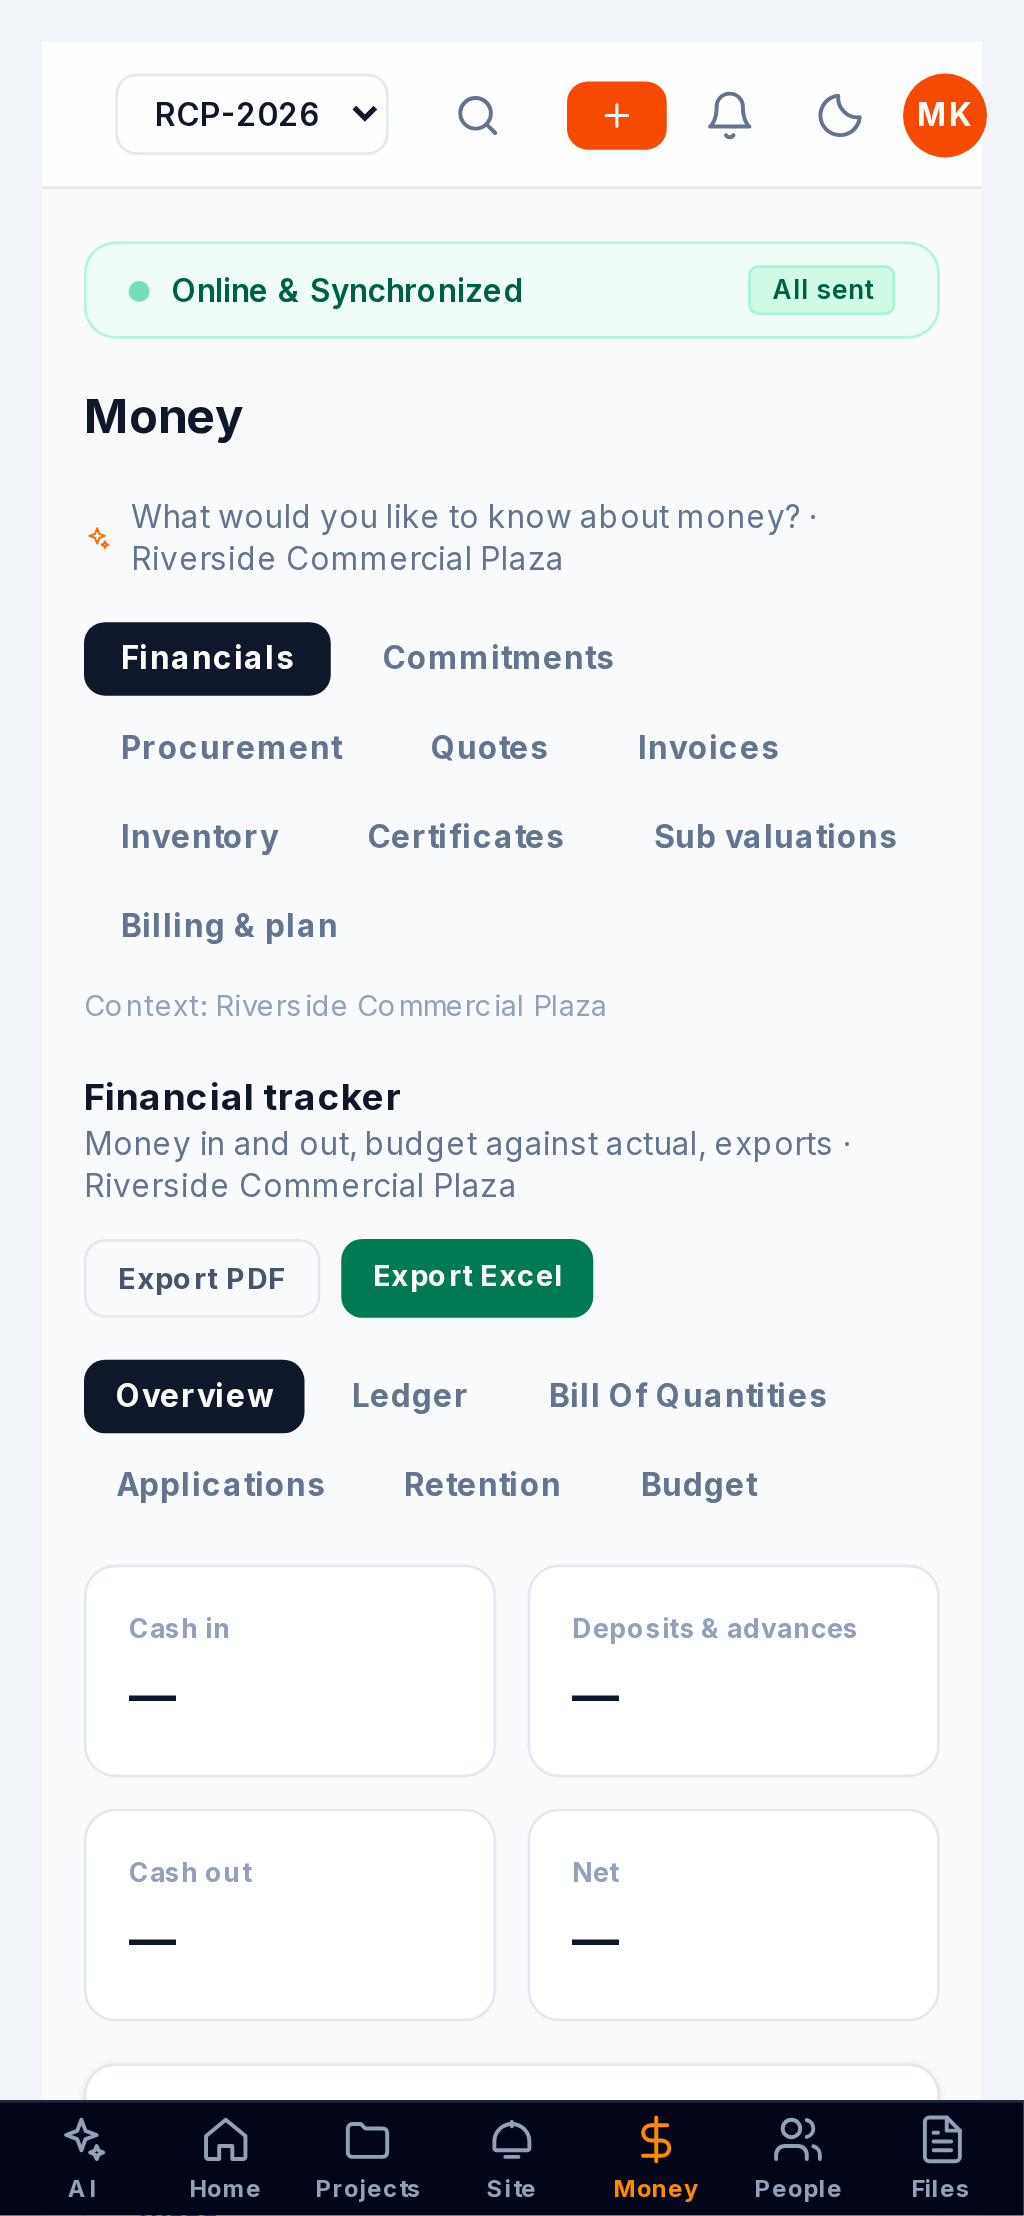 RCP-2026
MK
Online & Synchronized
All sent
Money
What would you like to know about money? ·
Riverside Commercial Plaza
Financials Commitments
Procurement Quotes Invoices
Inventory Certificates Sub valuations
Billing & plan
Context: Riverside Commercial Plaza
Financial tracker
Money in and out, budget against actual, exports ·
Riverside Commercial Plaza
Export PDF Export Excel
Overview Ledger Bill Of Quantities
Applications Retention Budget
Cash in Deposits & advances
— —
Cash out Net
— —
AI Home Projects Site Money People Files